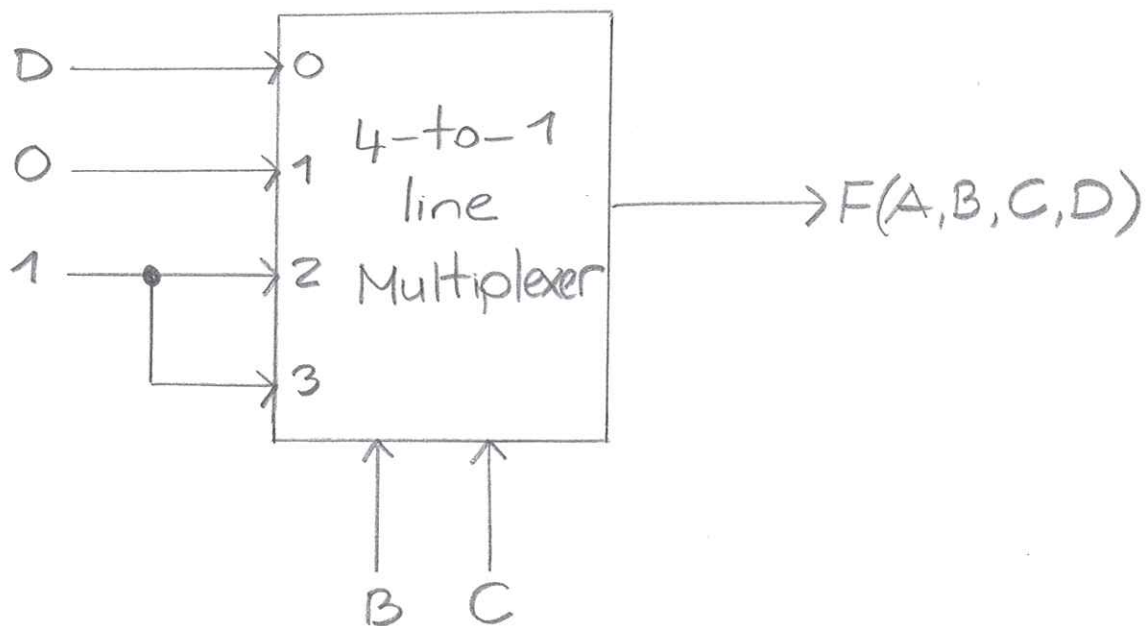 D
0
0
1
1
2
3
4-to-1
line
Multiplexer
F(A,B,C,D)
B
C